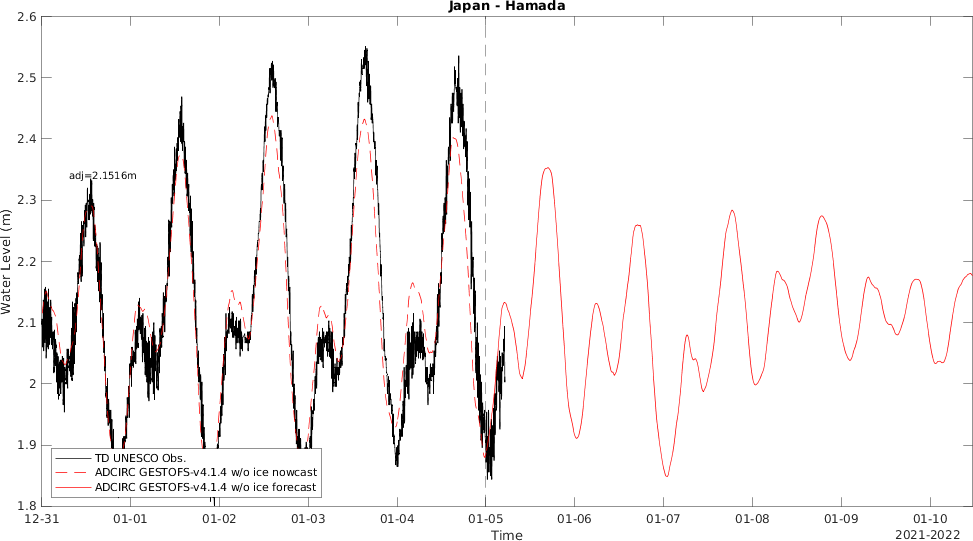 Japan - Hamada
2.6
2.5
2.4
2.3
2.2
2.1
2
1.9
1.8
Water Level (m)
adj=2.1516m
TD UNESCO Obs.
ADCIRC GESTOFS-v4.1.4 w/o ice nowcast
ADCIRC GESTOFS-v4.1.4 w/o ice forecast
12-31 01-01 01-02 01-03 01-04 01-05 01-06 01-07 01-08 01-09 01-10
Time
2021-2022